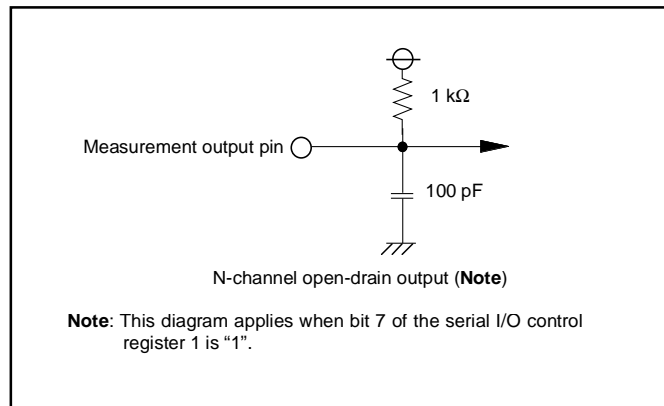 1 kΩ
Measurement output pin
100 pF
N-channel open-drain output (Note)
Note: This diagram applies when bit 7 of the serial I/O control
register 1 is “1”.